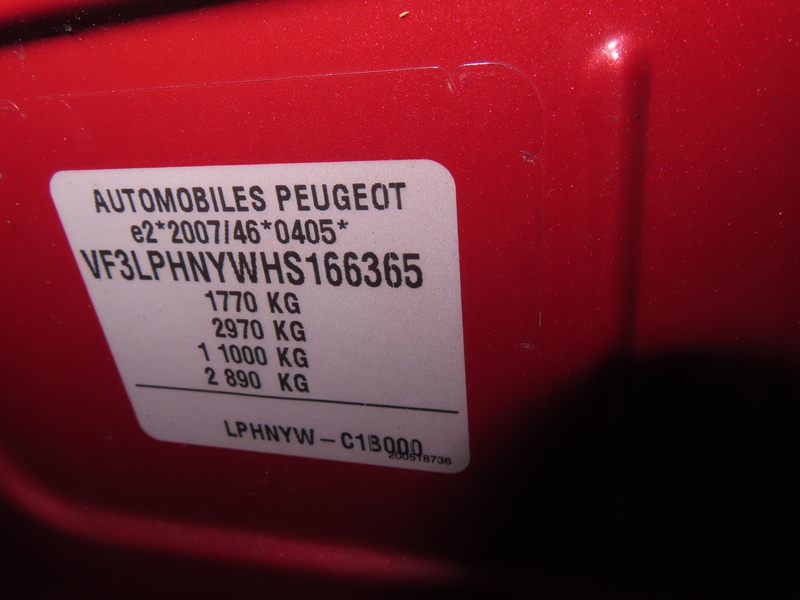 AUTOMOBILES PEUGEOT
e2*2007/46*0405*
VF3LPHNYWHS166365
1770 KG
2970 KG
1 1000 KG
2 890 KG
LPHNYW-C1B000
200518736